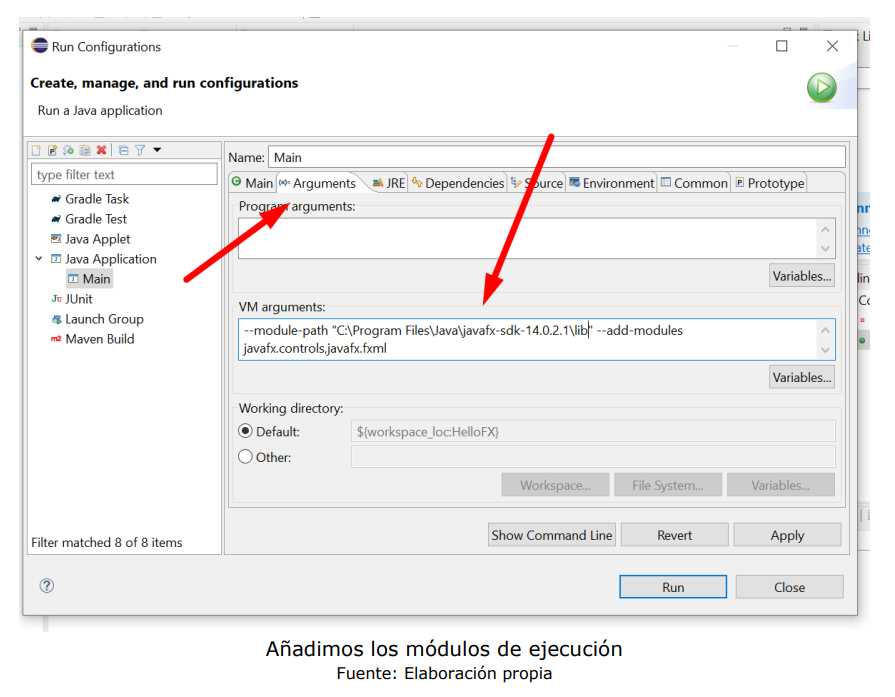 Run Configurations
Create, manage, and run configurations
Run a Java application
type filter text
Gradle Task
Gradle Test
Java Applet
Java Application
Main
JUnit
Launch Group
Maven Build
Filter matched 8 of 8 items
Name: Main
Main Arguments JRE Dependencies Source Environment Common Prototype
Program arguments:
Variables...
VM arguments:
--module-path "C:\Program Files\Java\javafx-sdk-14.0.2.1\lib" --add-modules
javafx.controls,javafx.fxml
Variables...
Working directory:
Default: ${workspace_loc:HelloFX}
Other:
Workspace... File System... Variables...
Show Command Line Revert Apply
Run Close
Añadimos los módulos de ejecución
Fuente: Elaboración propia